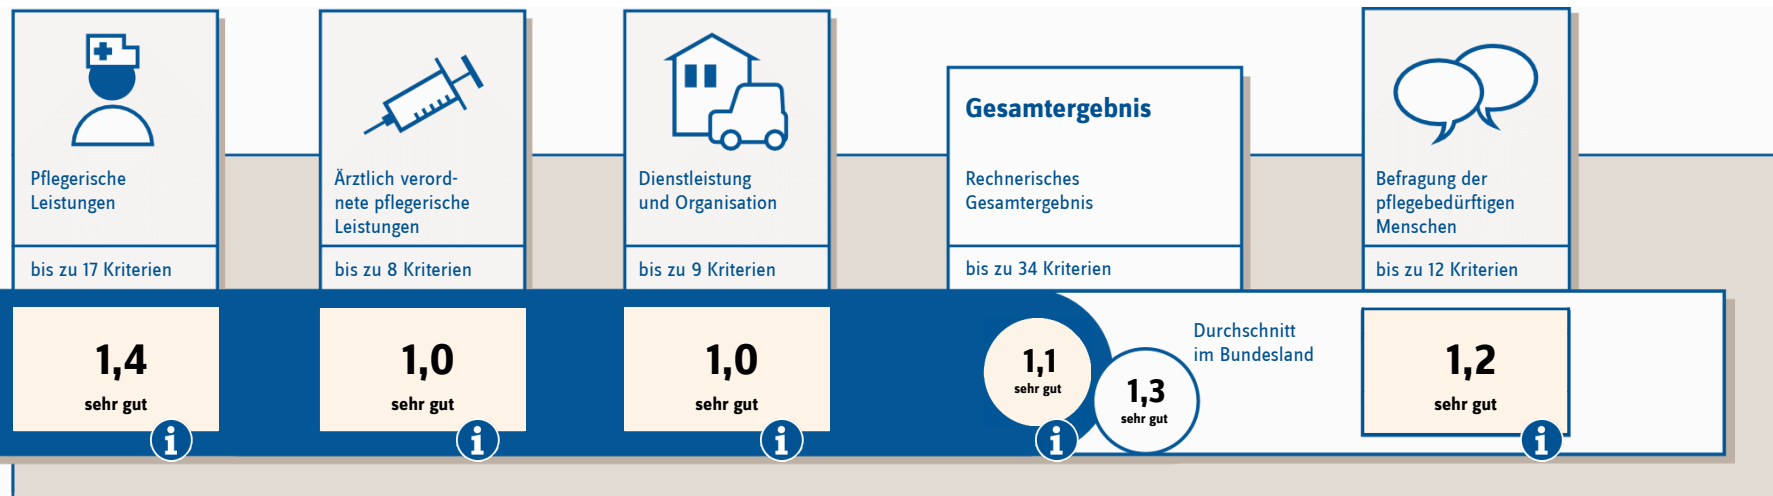 Pflegerische
Leistungen
bis zu 17 Kriterien
1,4
sehr gut
i
Ärztlich verord-
nete pflegerische
Leistungen
bis zu 8 Kriterien
1,0
sehr gut
i
Dienstleistung
und Organisation
bis zu 9 Kriterien
1,0
sehr gut
i
Gesamtergebnis
Rechnerisches
Gesamtergebnis
bis zu 34 Kriterien
1,1
sehr gut
i
1,3
sehr gut
Durchschnitt
im Bundesland
Befragung der
pflegebedürftigen
Menschen
bis zu 12 Kriterien
1,2
sehr gut
i